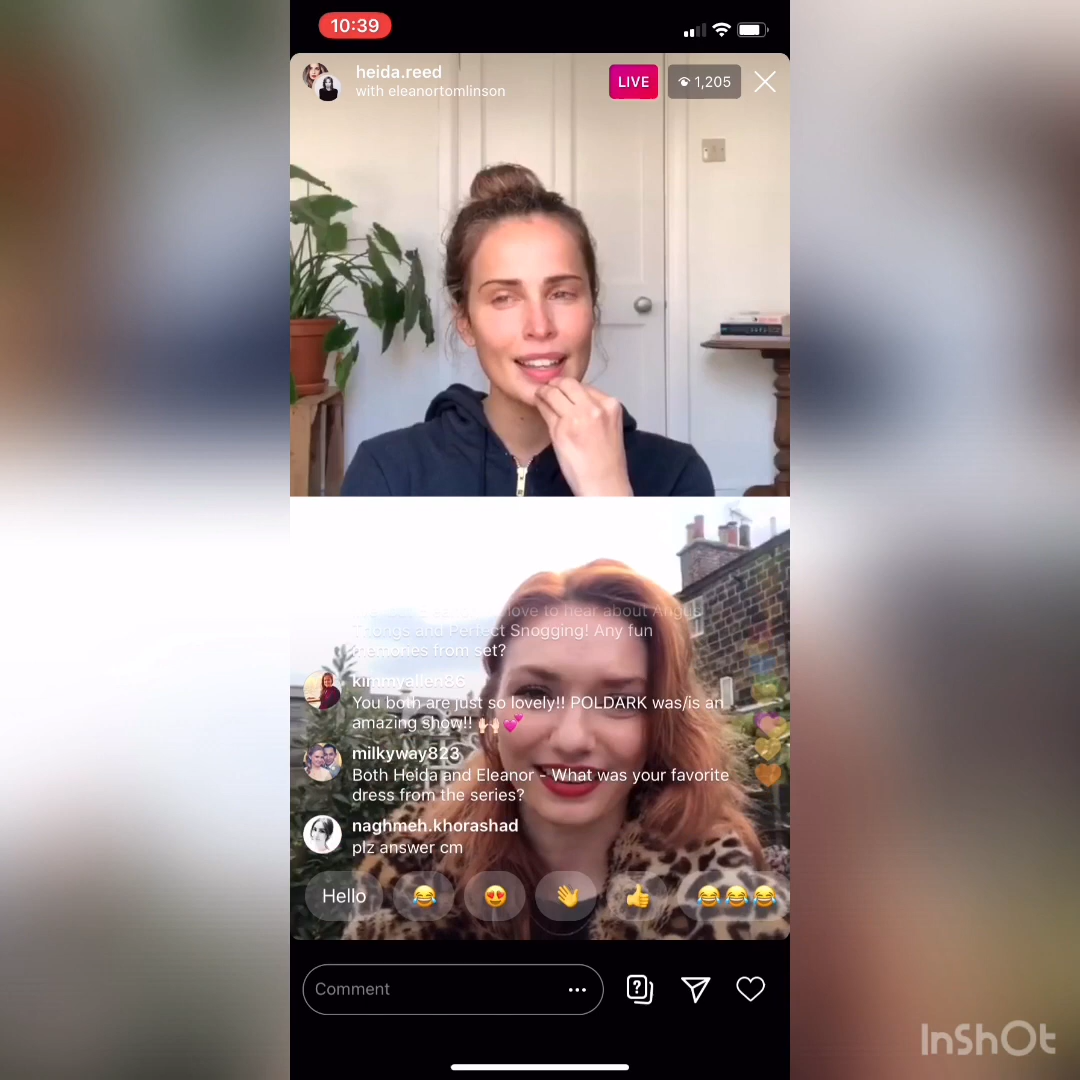 10:39
heida.reed
with eleanortomlinson
LIVE
1,205
love to hear about Angus
Thongs and Perfect Snogging! Any fun
memories from set?
kimmyallen86
You both are just so lovely!! POLDARK was/is an
amazing show!! 🙌🏻💕
milkyway823
Both Heida and Eleanor - What was your favorite
dress from the series?
naghmeh.khorashad
plz answer cm
Hello 😂 😍 👋 👍 😂😂😂
Comment
InShOt